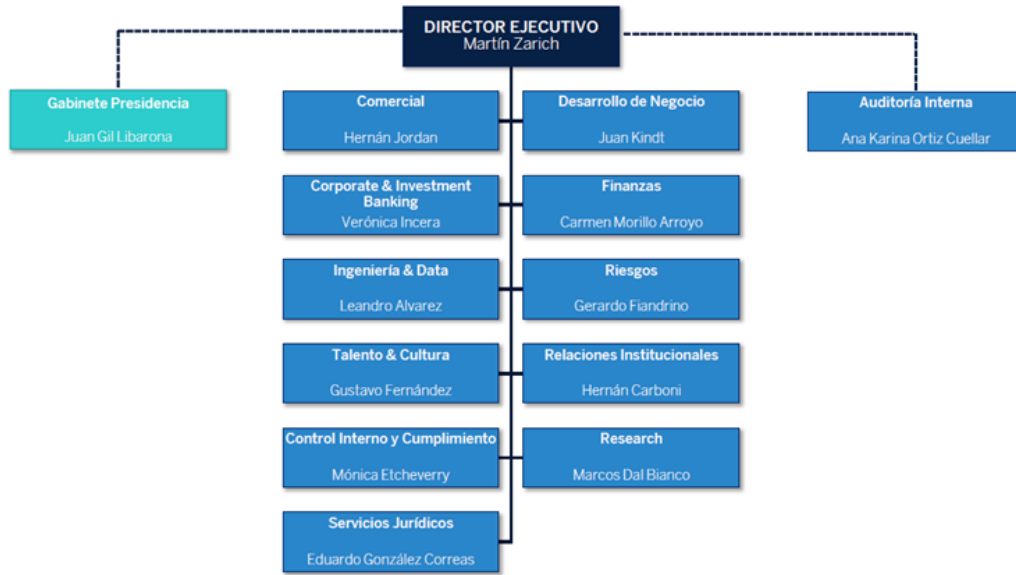 DIRECTOR EJECUTIVO
Martín Zarich
Gabinete Presidencia
Juan Gil Libarona
Comercial
Hernán Jordan
Desarrollo de Negocio
Juan Kindt
Auditoría Interna
Ana Karina Ortiz Cuellar
Corporate & Investment
Banking
Verónica Incera
Finanzas
Carmen Morillo Arroyo
Ingeniería & Data
Leandro Alvarez
Riesgos
Gerardo Fiandrino
Talento & Cultura
Gustavo Fernández
Relaciones Institucionales
Hernán Carboni
Control Interno y Cumplimiento
Mónica Etcheverry
Research
Marcos Dal Bianco
Servicios Jurídicos
Eduardo González Correas